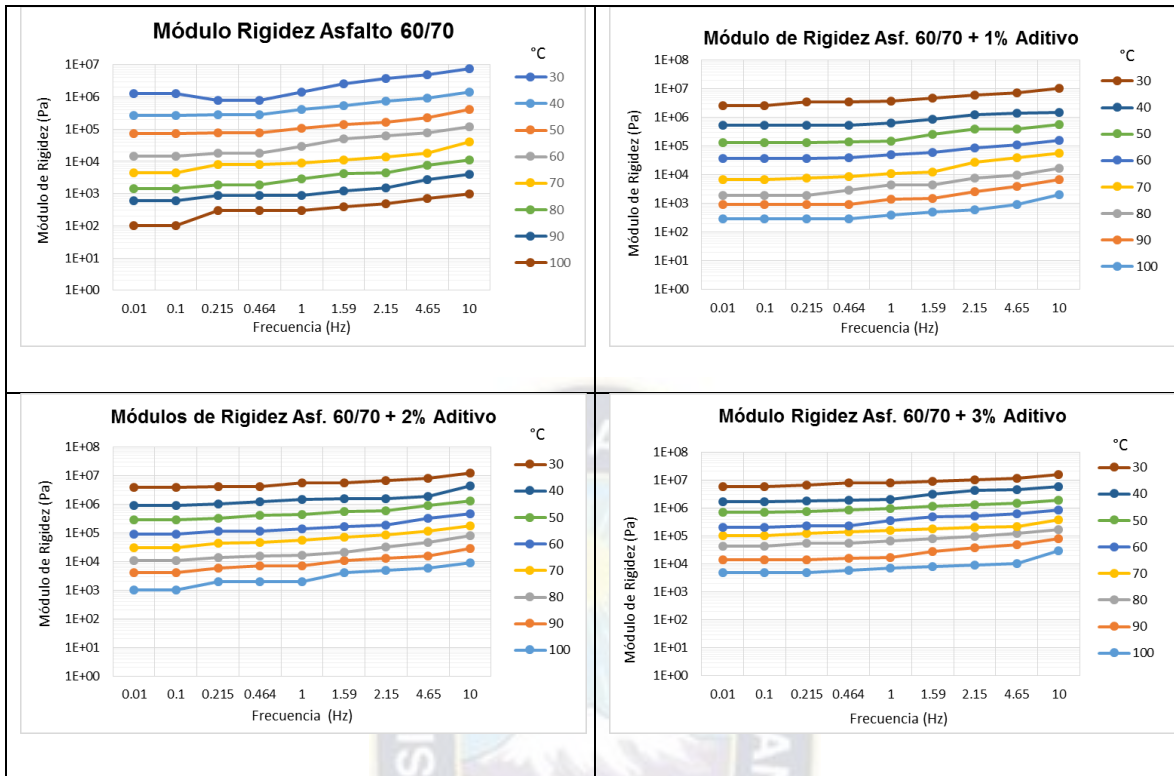 Módulo Rigidez Asfalto 60/70
Módulo de Rigidez (Pa)
1E+07
1E+06
1E+05
1E+04
1E+03
1E+02
1E+01
1E+00
0.01 0.1 0.215 0.464 1 1.59 2.15 4.65 10
Frecuencia (Hz)
°C
30
40
50
60
70
80
90
100
Módulo de Rigidez Asf. 60/70 + 1% Aditivo
Módulo de Rigidez (Pa)
1E+08
1E+07
1E+06
1E+05
1E+04
1E+03
1E+02
1E+01
1E+00
0.01 0.1 0.215 0.464 1 1.59 2.15 4.65 10
Frecuencia (Hz)
°C
30
40
50
60
70
80
90
100
Módulos de Rigidez Asf. 60/70 + 2% Aditivo
Módulo de Rigidez (Pa)
1E+08
1E+07
1E+06
1E+05
1E+04
1E+03
1E+02
1E+01
1E+00
0.01 0.1 0.215 0.464 1 1.59 2.15 4.65 10
Frecuencia (Hz)
°C
30
40
50
60
70
80
90
100
Módulo Rigidez Asf. 60/70 + 3% Aditivo
Módulo de Rigidez (Pa)
1E+08
1E+07
1E+06
1E+05
1E+04
1E+03
1E+02
1E+01
1E+00
0.01 0.1 0.215 0.464 1 1.59 2.15 4.65 10
Frecuencia (Hz)
°C
30
40
50
60
70
80
90
100